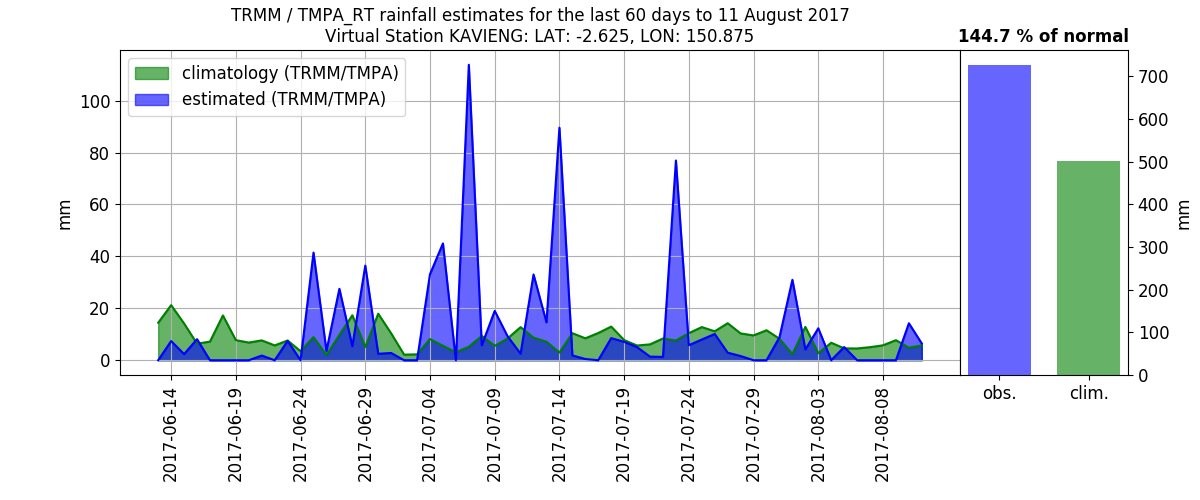 TRMM / TMPA_RT rainfall estimates for the last 60 days to 11 August 2017
Virtual Station KAVIENG: LAT: -2.625, LON: 150.875
144.7 % of normal
climatology (TRMM/TMPA)
estimated (TRMM/TMPA)
mm
100
80
60
40
20
0
2017-06-14
2017-06-19
2017-06-24
2017-06-29
2017-07-04
2017-07-09
2017-07-14
2017-07-19
2017-07-24
2017-07-29
2017-08-03
2017-08-08
700
600
500
400
300
200
100
0
mm
obs.
clim.